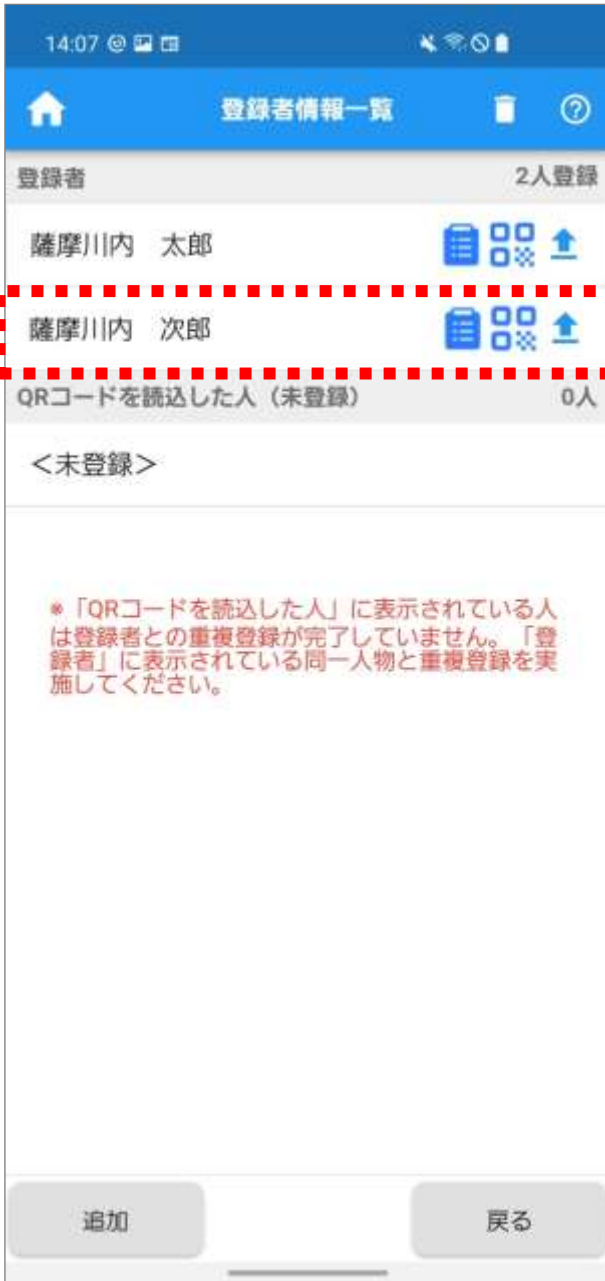 14:07
登録者情報一覧
登録者 2人登録
薩摩川内 太郎
薩摩川内 次郎
QRコードを読込した人（未登録） 0人
＜未登録＞
※「QRコードを読込した人」に表示されている人
は登録者との重複登録が完了していません。「登
録者」に表示されている同一人物と重複登録を実
施してください。
追加 戻る